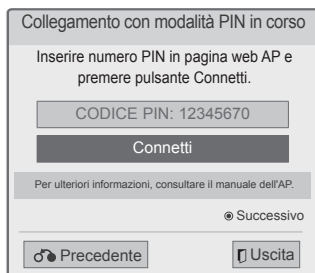 Collegamento con modalità PIN in corso
Inserire numero PIN in pagina web AP e
premere pulsante Connetti.
CODICE PIN: 12345670
Connetti
Per ulteriori informazioni, consultare il manuale dell'AP.
Successivo
Precedente
Uscita